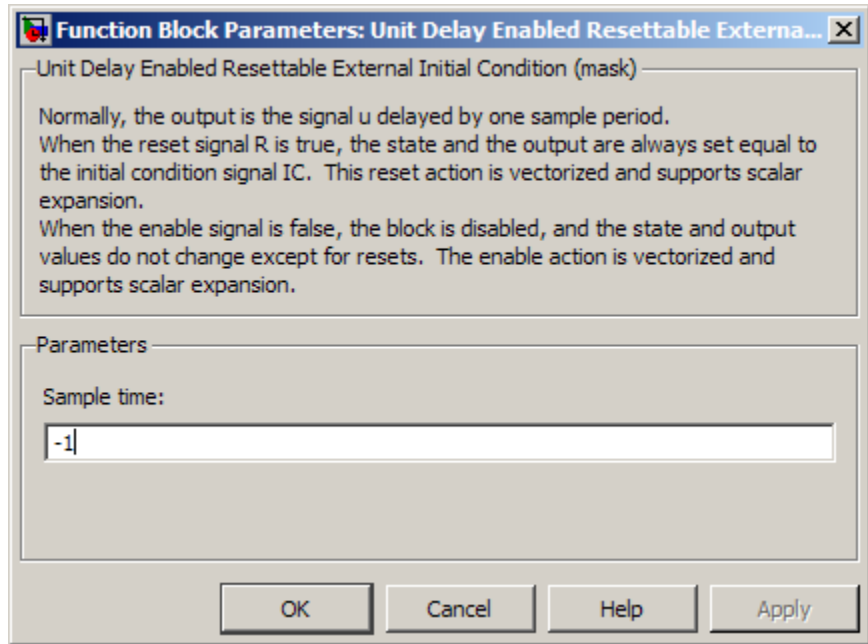 Function Block Parameters: Unit Delay Enabled Resettable Externa...
Unit Delay Enabled Resettable External Initial Condition (mask)
Normally, the output is the signal u delayed by one sample period.
When the reset signal R is true, the state and the output are always set equal to
the initial condition signal IC.  This reset action is vectorized and supports scalar
expansion.
When the enable signal is false, the block is disabled, and the state and output
values do not change except for resets.  The enable action is vectorized and
supports scalar expansion.
Parameters
Sample time:
-1
OK
Cancel
Help
Apply